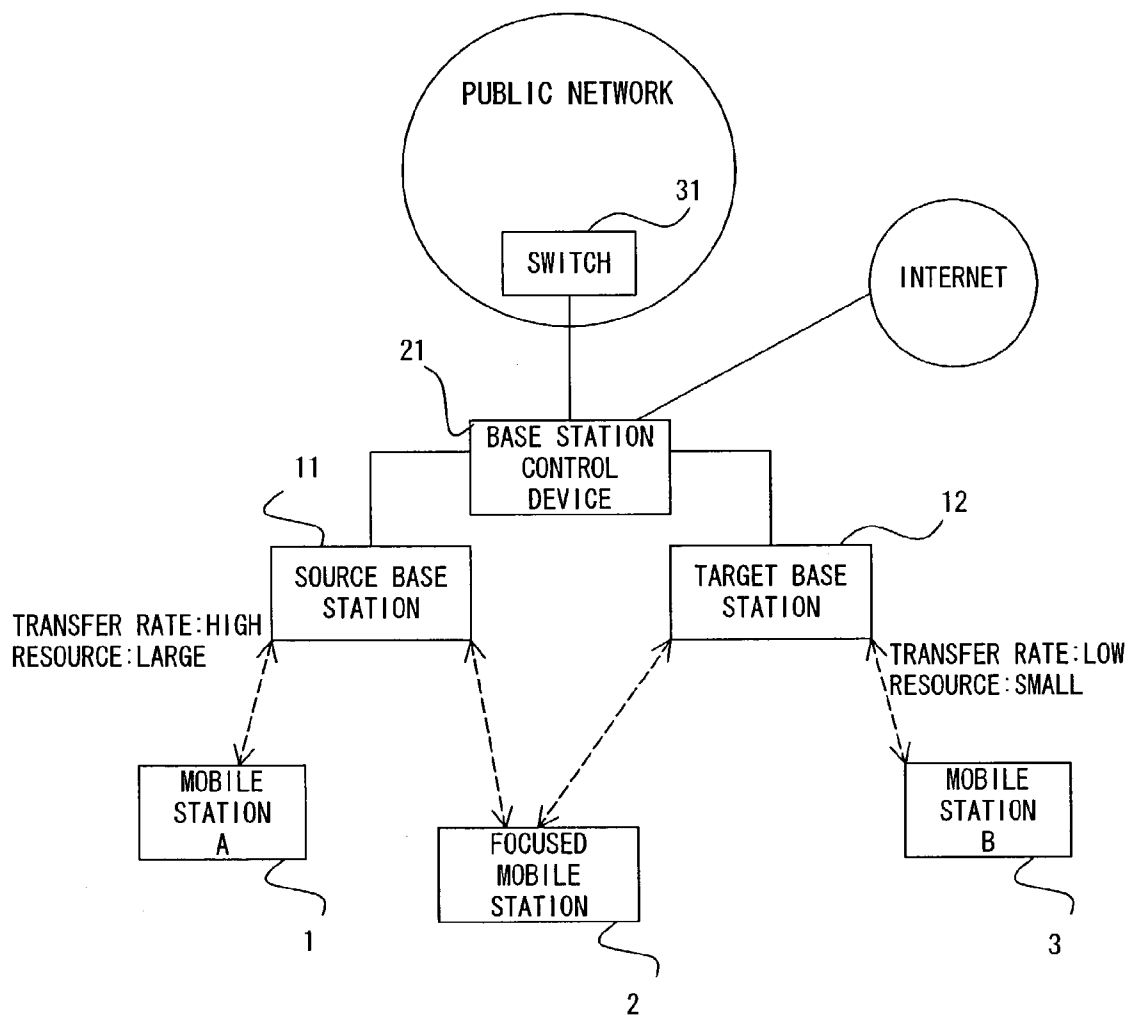 PUBLIC NETWORK
31
SWITCH
INTERNET
21
BASE STATION
CONTROL
DEVICE
11
12
SOURCE BASE
STATION
TARGET BASE
STATION
TRANSFER RATE:HIGH
RESOURCE:LARGE
TRANSFER RATE:LOW
RESOURCE:SMALL
MOBILE
STATION
A
FOCUSED
MOBILE
STATION
MOBILE
STATION
B
1
2
3